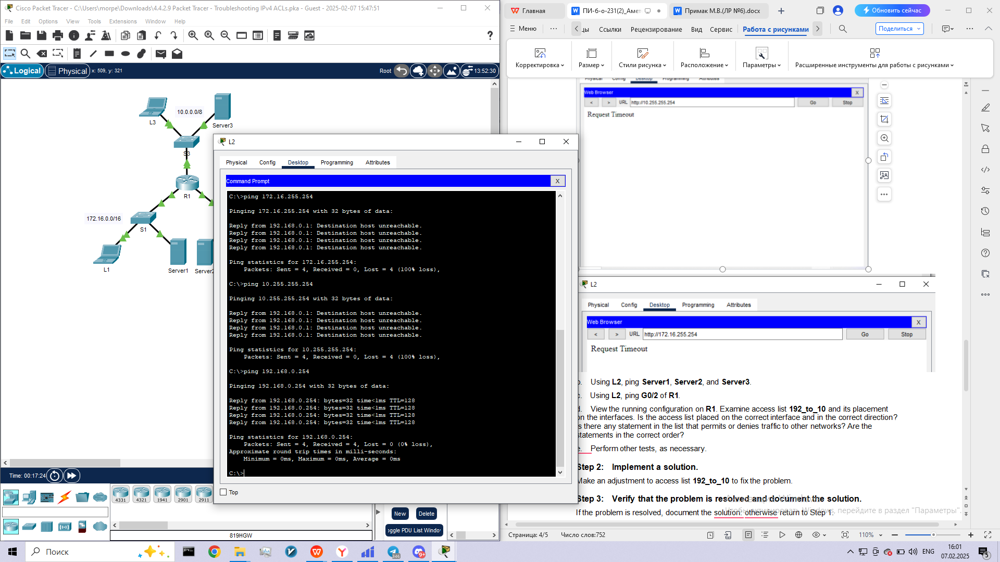 Cisco Packet Tracer - C:\Users\morpe\Downloads\4.4.2.9 Packet Tracer - Troubleshooting IPv4 ACLs.pka - Guest - 2025-02-07 15:47:51
File Edit Options View Tools Extensions Window Help
Logical Physical x: 509, y: 321
Root 13:52:30
10.0.0.0/8
L3
Server3
S3
R1
172.16.0.0/16
S1
L1
Server1
Server2
Time: 00:17:24
4331 4321 1941 2901 2911
819HGW
New Delete
oggle PDU List Windo
L2
Physical Config Desktop Programming Attributes
Command Prompt X
C:\>ping 172.16.255.254
Pinging 172.16.255.254 with 32 bytes of data:
Reply from 192.168.0.1: Destination host unreachable.
Reply from 192.168.0.1: Destination host unreachable.
Reply from 192.168.0.1: Destination host unreachable.
Reply from 192.168.0.1: Destination host unreachable.
Ping statistics for 172.16.255.254:
Packets: Sent = 4, Received = 0, Lost = 4 (100% loss),
C:\>ping 10.255.255.254
Pinging 10.255.255.254 with 32 bytes of data:
Reply from 192.168.0.1: Destination host unreachable.
Reply from 192.168.0.1: Destination host unreachable.
Reply from 192.168.0.1: Destination host unreachable.
Reply from 192.168.0.1: Destination host unreachable.
Ping statistics for 10.255.255.254:
Packets: Sent = 4, Received = 0, Lost = 4 (100% loss),
C:\>ping 192.168.0.254
Pinging 192.168.0.254 with 32 bytes of data:
Reply from 192.168.0.254: bytes=32 time<1ms TTL=128
Reply from 192.168.0.254: bytes=32 time<1ms TTL=128
Reply from 192.168.0.254: bytes=32 time<1ms TTL=128
Reply from 192.168.0.254: bytes=32 time<1ms TTL=128
Ping statistics for 192.168.0.254:
Packets: Sent = 4, Received = 4, Lost = 0 (0% loss),
Approximate round trip times in milli-seconds:
Minimum = 0ms, Maximum = 0ms, Average = 0ms
C:\>
Top
Главная ПИ-б-о-231(2)_Амет Примак М.В.(ЛР №6).docx Обновить сейчас
Меню цы Ссылки Рецензирование Вид Сервис Работа с рисунками Поделиться
Корректировка Размер Стили рисунка Расположение Параметры Расширенные инструменты для работы с рисунками
Physical Config Desktop Programming Attributes
Web Browser X
< > URL http://10.255.255.254 Go Stop
Request Timeout
L2
Physical Config Desktop Programming Attributes
Web Browser X
< > URL http://172.16.255.254 Go Stop
Request Timeout
Using L2, ping Server1, Server2, and Server3.
Using L2, ping G0/2 of R1.
View the running configuration on R1. Examine access list 192_to_10 and its placement
on the interfaces. Is the access list placed on the correct interface and in the correct direction?
s there any statement in the list that permits or denies traffic to other networks? Are the
statements in the correct order?
e. Perform other tests, as necessary.
Step 2: Implement a solution.
Make an adjustment to access list 192_to_10 to fix the problem.
Step 3: Verify that the problem is resolved and document the solution.
If the problem is resolved, document the solution: otherwise return to Step 1.
Чтобы активировать Windows, перейдите в раздел "Параметры".
Страница: 4/5 Число слов:752 110%
Поиск
346
9+
ENG
16:01
07.02.2025
5